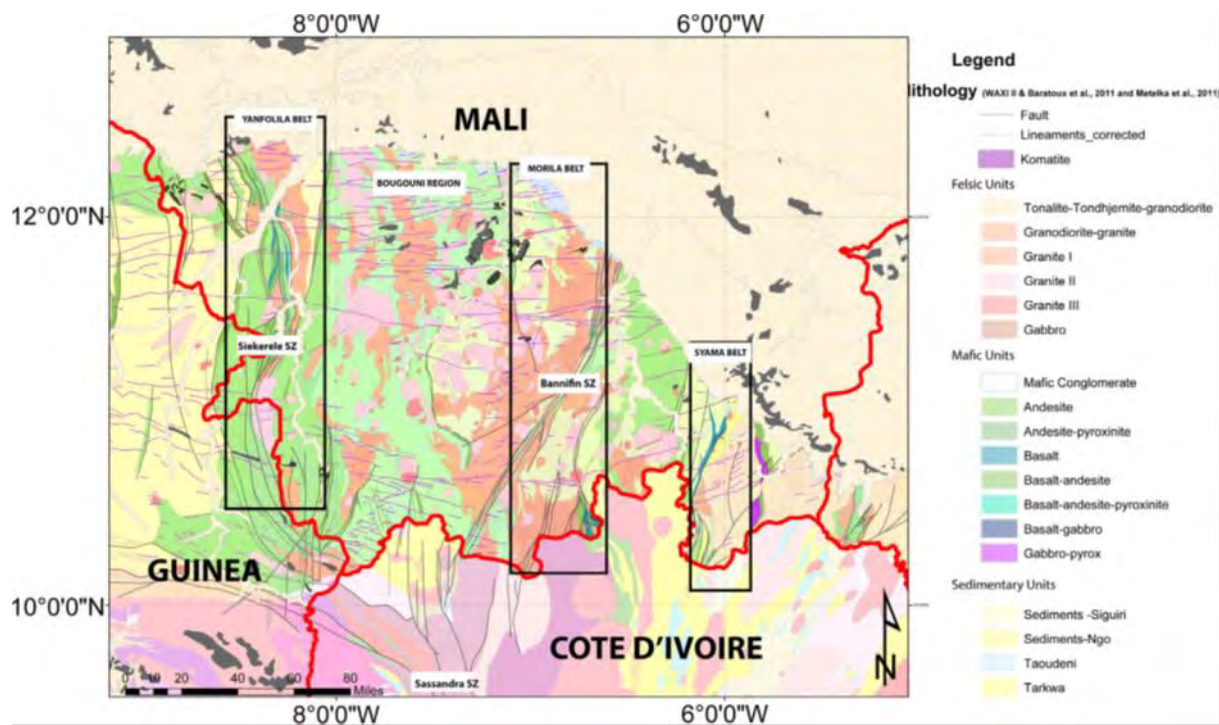 8°0'0"W 6°0'0"W
Legend
lithology (WAXI II & Baratoux et al., 2011 and Metelka et al., 2011)
Fault
Lineaments_corrected
Komatite
Felsic Units
Tonalite-Tondhjemite-granodiorite
Granodiorite-granite
Granite I
Granite II
Granite III
Gabbro
Mafic Units
Mafic Conglomerate
Andesite
Andesite-pyroxinite
Basalt
Basalt-andesite
Basalt-andesite-pyroxinite
Basalt-gabbro
Gabbro-pyrox
Sedimentary Units
Sediments -Siguiri
Sediments-Ngo
Taoudeni
Tarkwa
YANFOLILA BELT
MALI
BOUGOUNI REGION
MORILA BELT
12°0'0"N
Siekerele SZ
SYAMA BELT
Bannifin SZ
GUINEA
10°0'0"N
COTE D'IVOIRE
Sassandra SZ
0 10 20 40 60 80
Miles
N
8°0'0"W 6°0'0"W